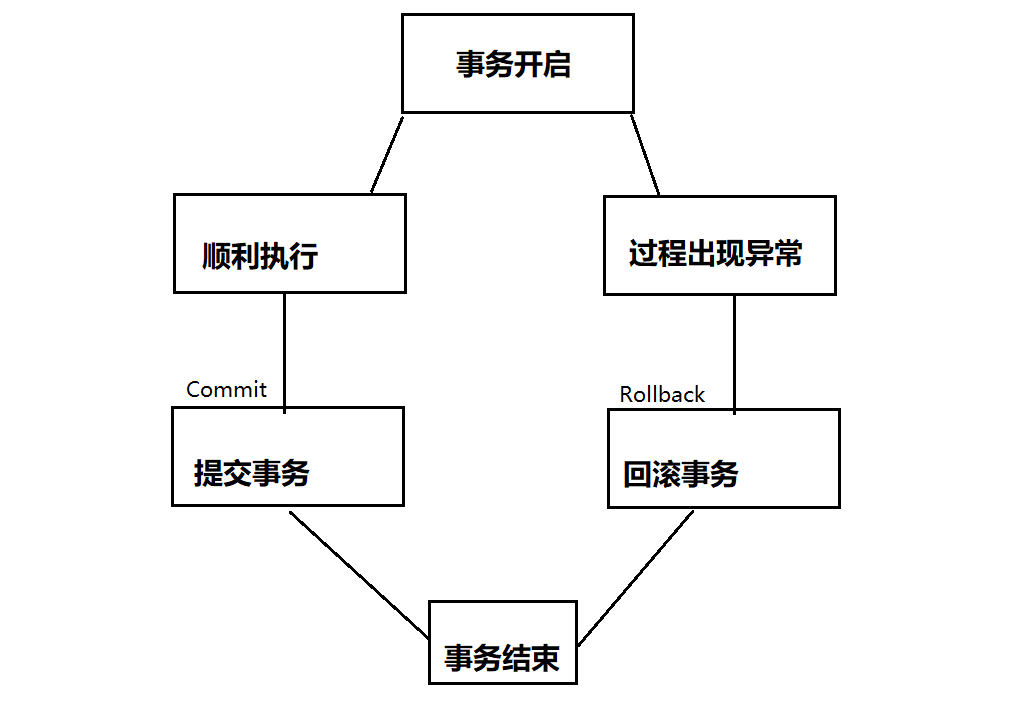 事务开启
顺利执行
过程出现异常
Commit
Rollback
提交事务
回滚事务
事务结束